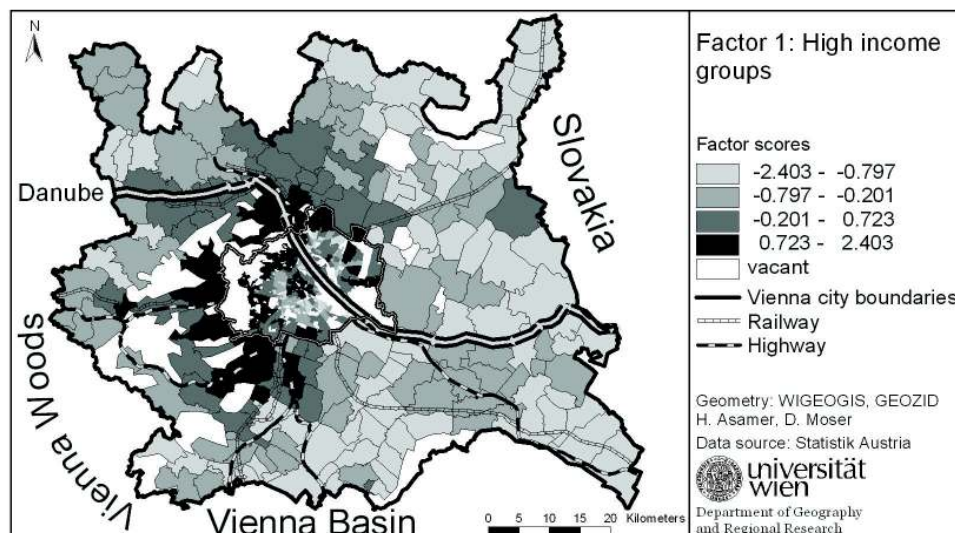 N
Danube
Slovakia
Vienna Woods
Vienna Basin
0 5 10 15 20 Kilometers
Factor 1: High income
groups
Factor scores
-2.403 - -0.797
-0.797 - -0.201
-0.201 - 0.723
0.723 - 2.403
vacant
Vienna city boundaries
Railway
Highway
Geometry: WIGEOGIS, GEOZID
H. Asamer, D. Moser
Data source: Statistik Austria
universität
wien
Department of Geography
and Regional Research